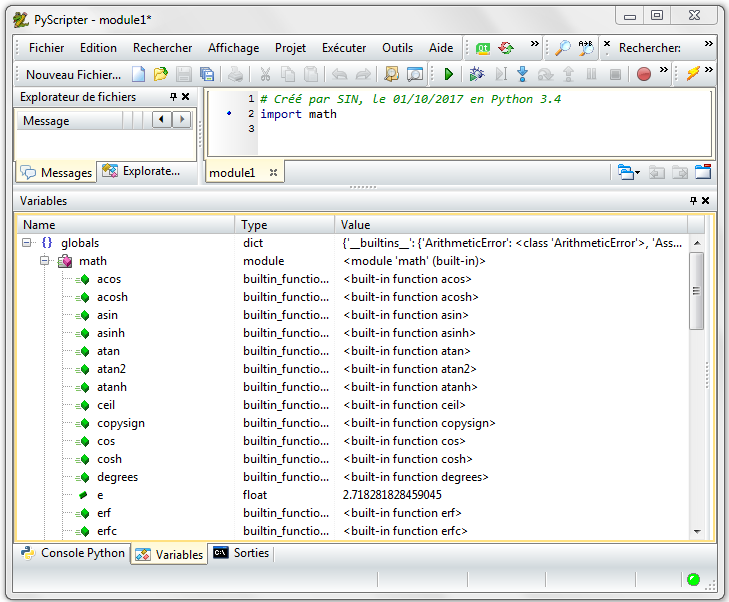 PyScripter - module1*
Fichier Edition Rechercher Affichage Projet Exécuter Outils Aide » Rechercher: »
Nouveau Fichier... » »
Explorateur de fichiers
Message
Messages Explorate...
1 # Créé par SIN, le 01/10/2017 en Python 3.4
2 import math
3
module1
Variables
Name Type Value
globals dict {'__builtins__': {'ArithmeticError': <class 'ArithmeticError'>, 'Ass...
math module <module 'math' (built-in)>
acos builtin_functio... <built-in function acos>
acosh builtin_functio... <built-in function acosh>
asin builtin_functio... <built-in function asin>
asinh builtin_functio... <built-in function asinh>
atan builtin_functio... <built-in function atan>
atan2 builtin_functio... <built-in function atan2>
atanh builtin_functio... <built-in function atanh>
ceil builtin_functio... <built-in function ceil>
copysign builtin_functio... <built-in function copysign>
cos builtin_functio... <built-in function cos>
cosh builtin_functio... <built-in function cosh>
degrees builtin_functio... <built-in function degrees>
e float 2.718281828459045
erf builtin_functio... <built-in function erf>
erfc builtin_functio... <built-in function erfc>
Console Python Variables Sorties